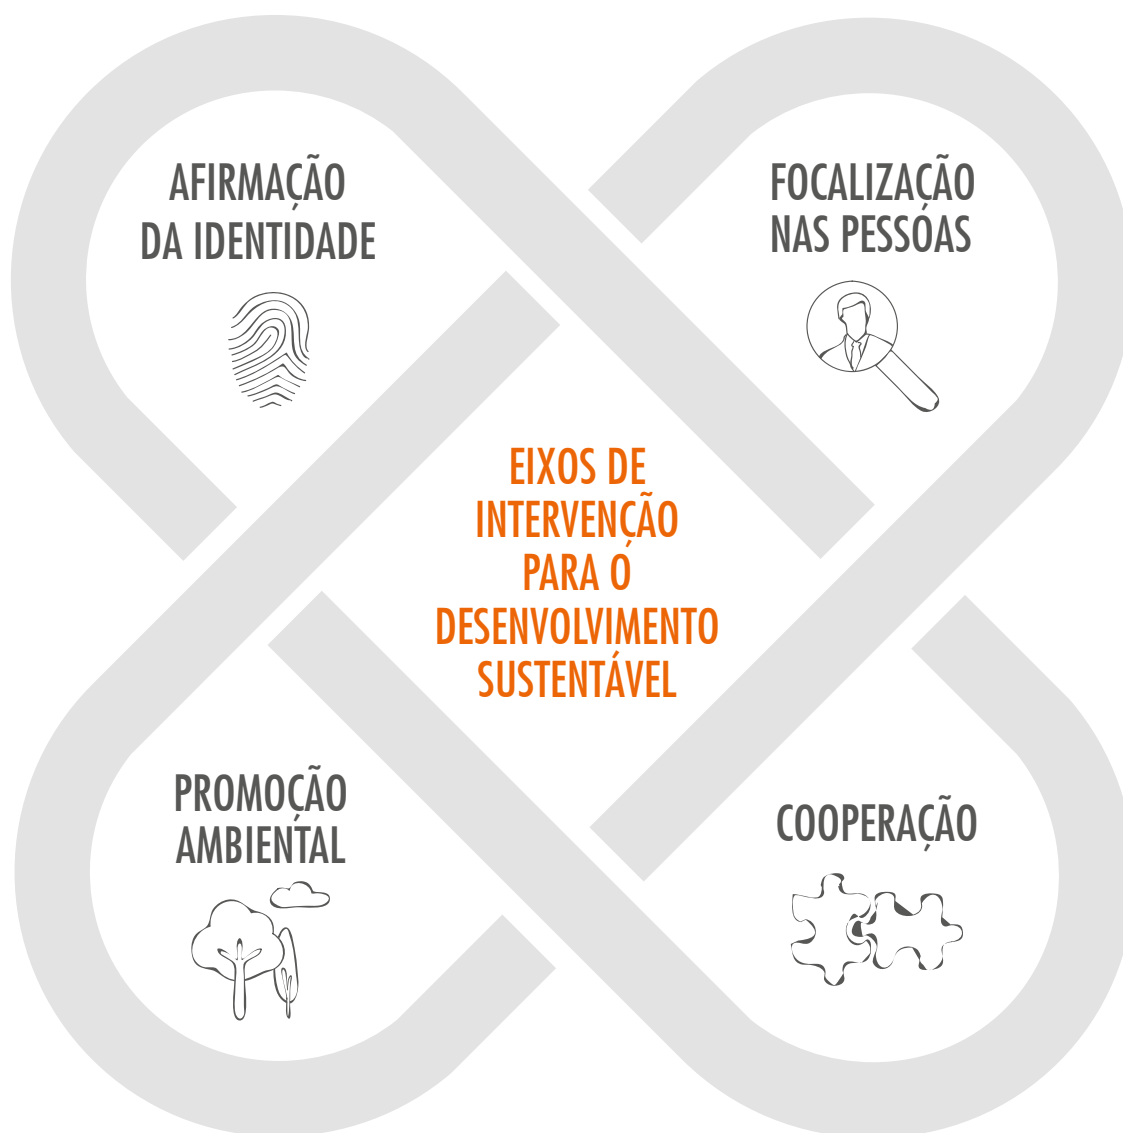 AFIRMAÇÃO
DA IDENTIDADE
FOCALIZAÇÃO
NAS PESSOAS
EIXOS DE
INTERVENÇÃO
PARA O
DESENVOLVIMENTO
SUSTENTÁVEL
PROMOÇÃO
AMBIENTAL
COOPERAÇÃO